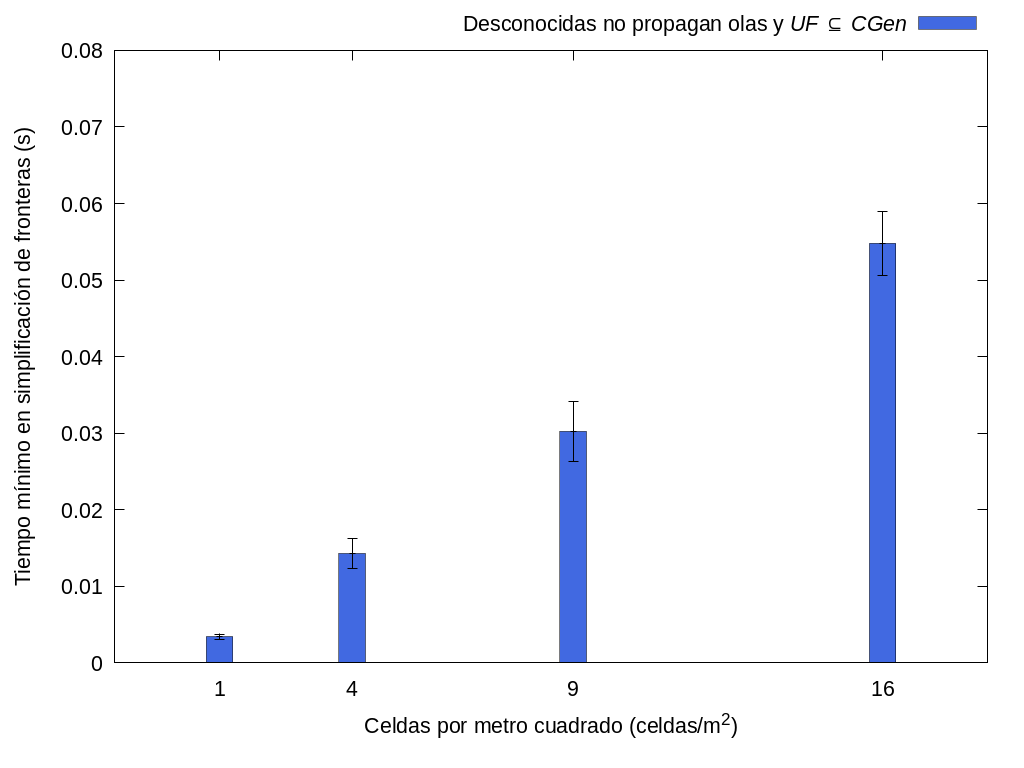 Desconocidas no propagan olas y UF ⊆ CGen
0.08
0.07
0.06
0.05
0.04
0.03
0.02
0.01
0
Tiempo mínimo en simplificación de fronteras (s)
1 4 9 16
Celdas por metro cuadrado (celdas/m²)